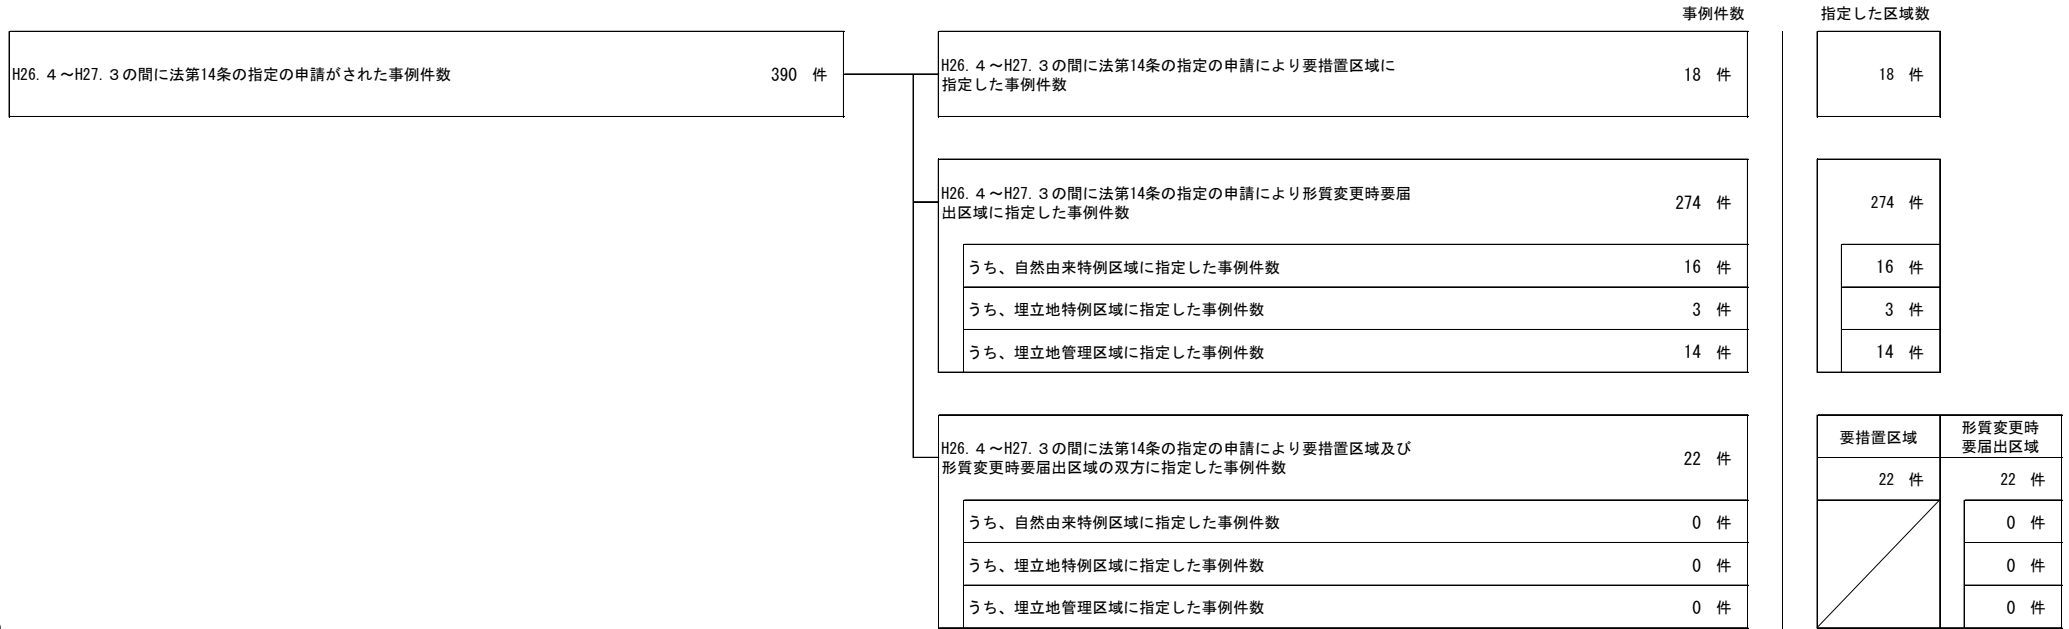 事例件数
指定した区域数
H26.４～H27.３の間に法第14条の指定の申請がされた事例件数 390 件
H26.４～H27.３の間に法第14条の指定の申請により要措置区域に
指定した事例件数
18 件
18 件
H26.４～H27.３の間に法第14条の指定の申請により形質変更時要届
出区域に指定した事例件数
274 件
274 件
うち、自然由来特例区域に指定した事例件数 16 件 16 件
うち、埋立地特例区域に指定した事例件数 3 件 3 件
うち、埋立地管理区域に指定した事例件数 14 件 14 件
H26.４～H27.３の間に法第14条の指定の申請により要措置区域及び
形質変更時要届出区域の双方に指定した事例件数
22 件
要措置区域
形質変更時
要届出区域
22 件 22 件
うち、自然由来特例区域に指定した事例件数 0 件 0 件
うち、埋立地特例区域に指定した事例件数 0 件 0 件
うち、埋立地管理区域に指定した事例件数 0 件 0 件